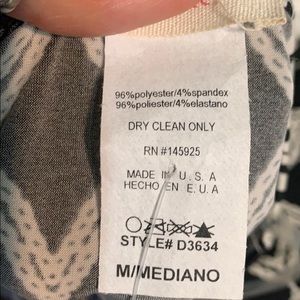 96%polyester/4%spandex
96%poliester/4%elastano
DRY CLEAN ONLY
RN #145925
MADE IN U.S.A
HECHO EN E.U.A
STYLE# D3634
M/MEDIANO